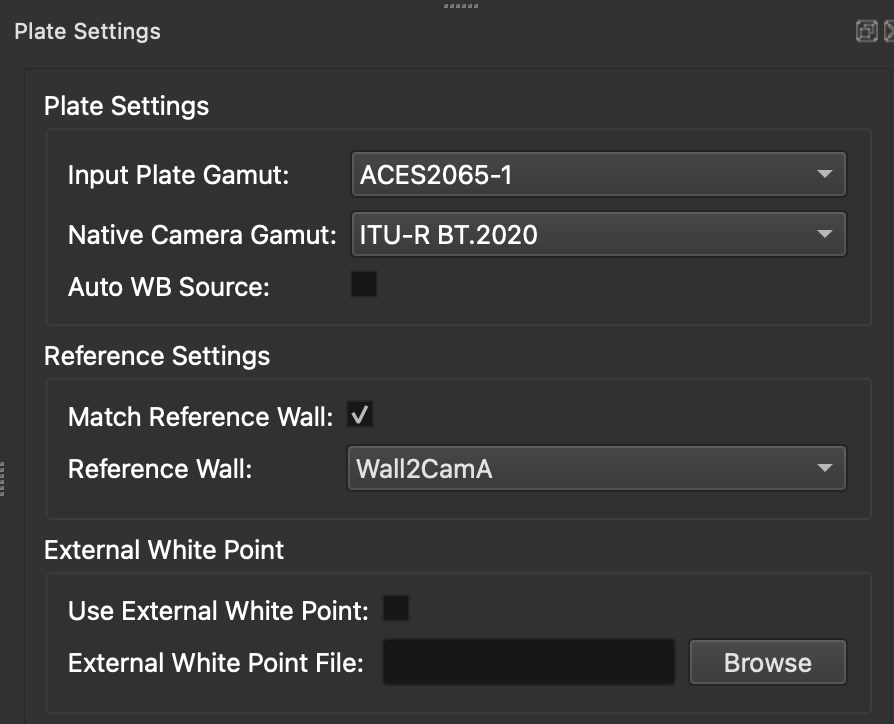 Plate Settings
Plate Settings
Input Plate Gamut: ACES2065-1
Native Camera Gamut: ITU-R BT.2020
Auto WB Source:
Reference Settings
Match Reference Wall:
Reference Wall: Wall2CamA
External White Point
Use External White Point:
External White Point File: Browse